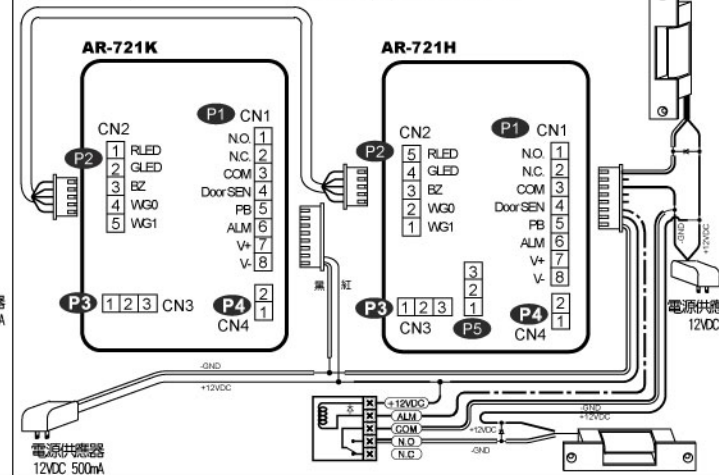 AR-721K
AR-721H
P1 CN1
CN2
P2
1 RLED
2 GLED
3 BZ
4 WG0
5 WG1
N.O. 1
N.C. 2
COM 3
Door SEN 4
PB 5
ALM 6
V+ 7
V- 8
P3 1 2 3 CN3
P4 2
1
CN4
黑 紅
P1 CN1
CN2
P2
5 RLED
4 GLED
3 BZ
2 WG0
1 WG1
N.O. 1
N.C. 2
COM 3
Door SEN 4
PB 5
ALM 6
V+ 7
V- 8
P3 1 2 3
CN3
3
2
1
P5
P4 2
1
CN4
-GND
+12VDC
電源供應
12VDC
器
A
-GND
+12VDC
電源供應器
12VDC 500mA
+12VDC
ALM
COM
N.O
N.C
-GND
+12VDC
+12VDC
-GND